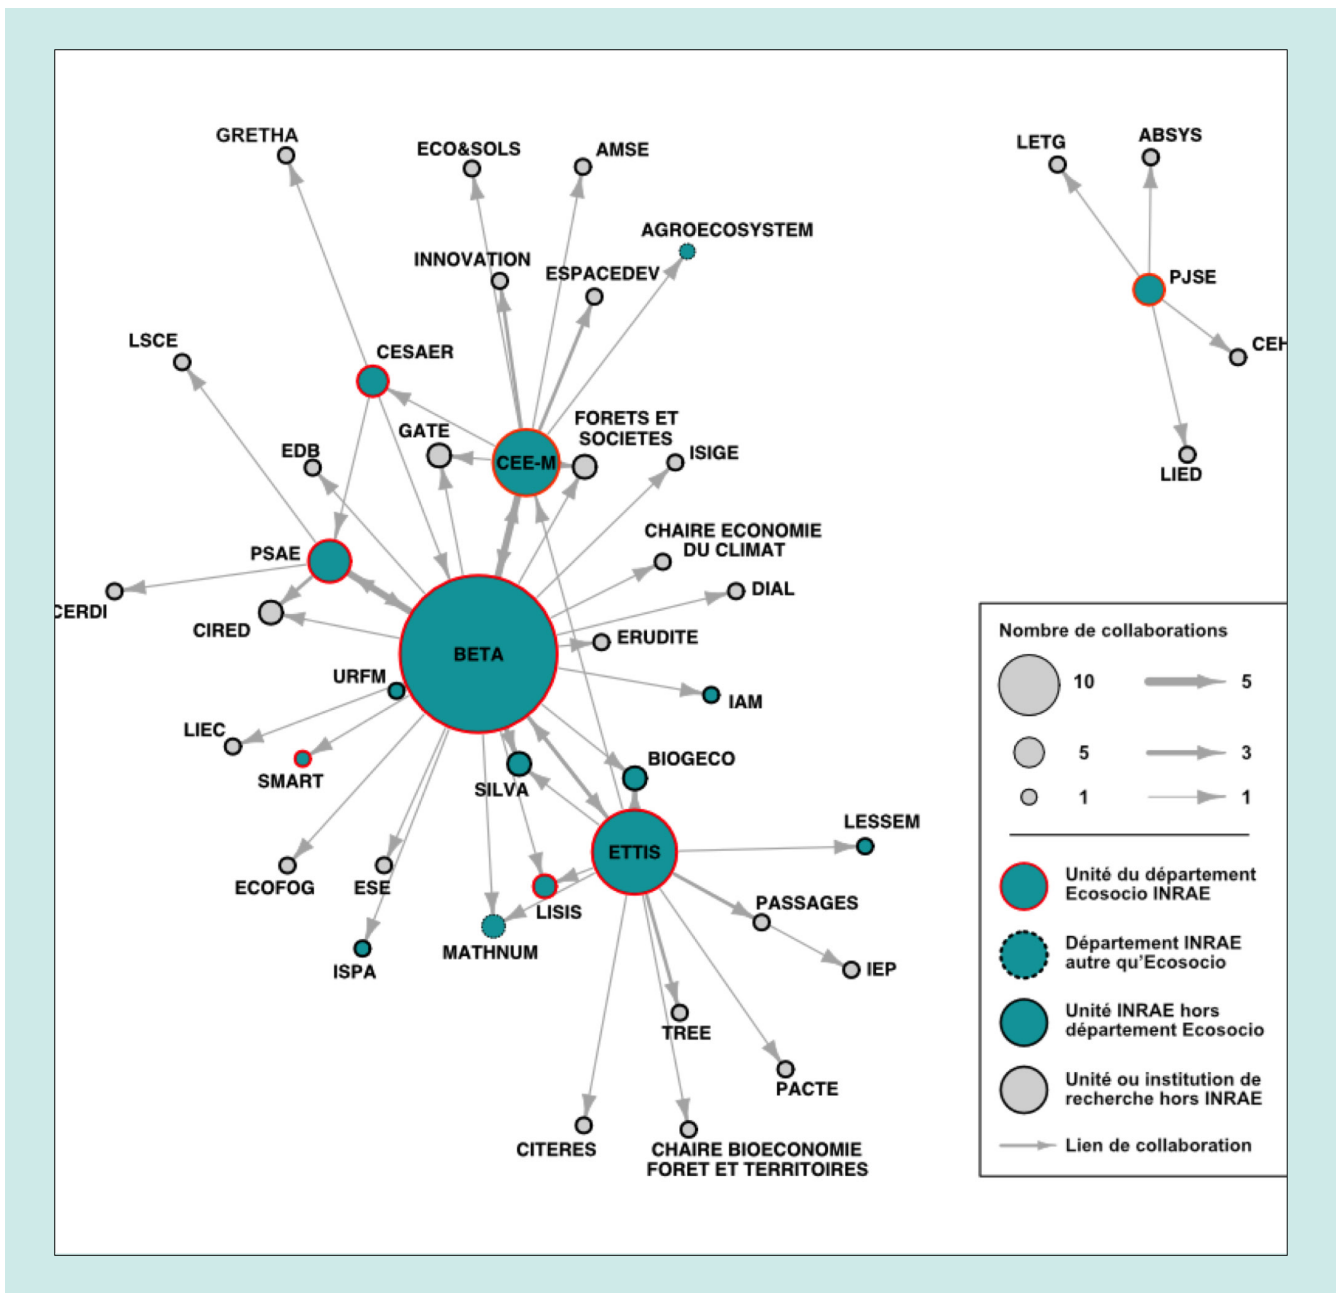 GRETHA
ECO&SOLS
AMSE
LETG
ABSYS
AGROECOSYSTEM
INNOVATION
ESPACEDEV
PJSE
LSCE
CESAER
CEH
FORETS ET
SOCIETES
GATE
EDB
CEE-M
ISIGE
LIED
CHAIRE ECONOMIE
DU CLIMAT
PSAE
DIAL
CERDI
CIRED
ERUDITE
BETA
URFM
IAM
LIEC
SMART
SILVA
BIOGECO
LESSEM
ETTIS
ECOFOG
ESE
LISIS
PASSAGES
MATHNUM
ISPA
IEP
TREE
PACTE
CITERES
CHAIRE BIOECONOMIE
FORET ET TERRITOIRES
Nombre de collaborations
10 5
5 3
1 1
Unité du département
Ecosocio INRAE
Département INRAE
autre qu'Ecosocio
Unité INRAE hors
département Ecosocio
Unité ou institution de
recherche hors INRAE
Lien de collaboration